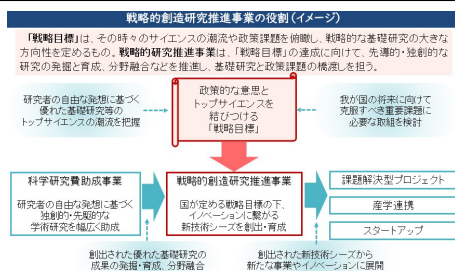 戦略的創造研究推進事業の役割（イメージ）
「戦略目標」は、その時々のサイエンスの潮流や政策課題を俯瞰し、戦略的な基礎研究の大きな
方向性を定めるもの。戦略的研究推進事業は、「戦略目標」の達成に向けて、先導的・独創的な
研究の発掘と育成、分野融合などを推進し、基礎研究と政策課題の橋渡しを担う。
研究者の自由な発想に基づく
優れた基礎研究等の
トップサイエンスの潮流を把握
政策的な意思と
トップサイエンスを
結びつける
「戦略目標」
我が国の将来に向けて
克服すべき重要課題に
必要な取組を検討
科学研究費助成事業
研究者の自由な発想に基づく
独創的・先駆的な
学術研究を幅広く助成
戦略的創造研究推進事業
国が定める戦略目標の下、
イノベーションに繋がる
新技術シーズを創出・育成
課題解決型プロジェクト
産学連携
スタートアップ
創出された優れた基礎研究の
成果の発掘・育成、分野融合
創出された新技術シーズから
新たな事業やイノベーションに展開